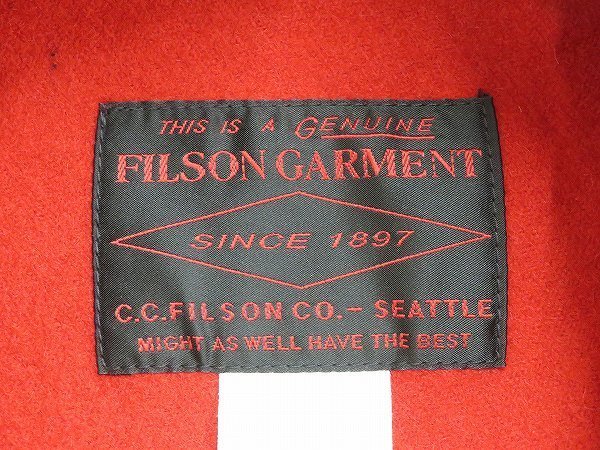 THIS IS A GENUINE
FILSON GARMENT
SINCE 1897
C.C.FILSON CO.– SEATTLE
MIGHT AS WELL HAVE THE BEST